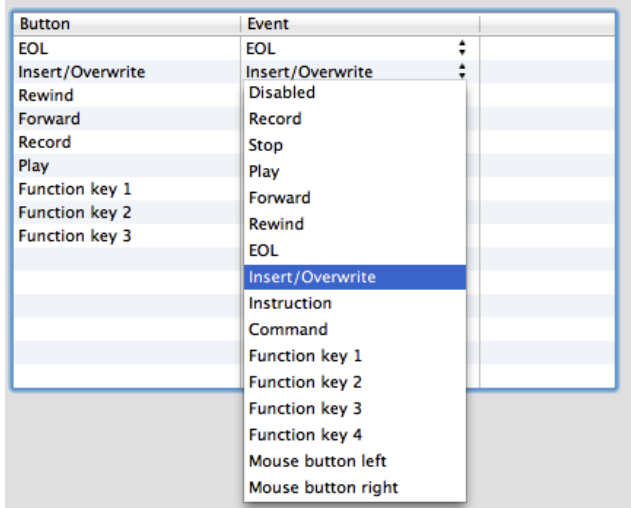 Button Event
EOL EOL
Insert/Overwrite Insert/Overwrite
Rewind Disabled
Forward Record
Record Stop
Play Play
Function key 1 Forward
Function key 2 Rewind
Function key 3 EOL
Insert/Overwrite
Instruction
Command
Function key 1
Function key 2
Function key 3
Function key 4
Mouse button left
Mouse button right